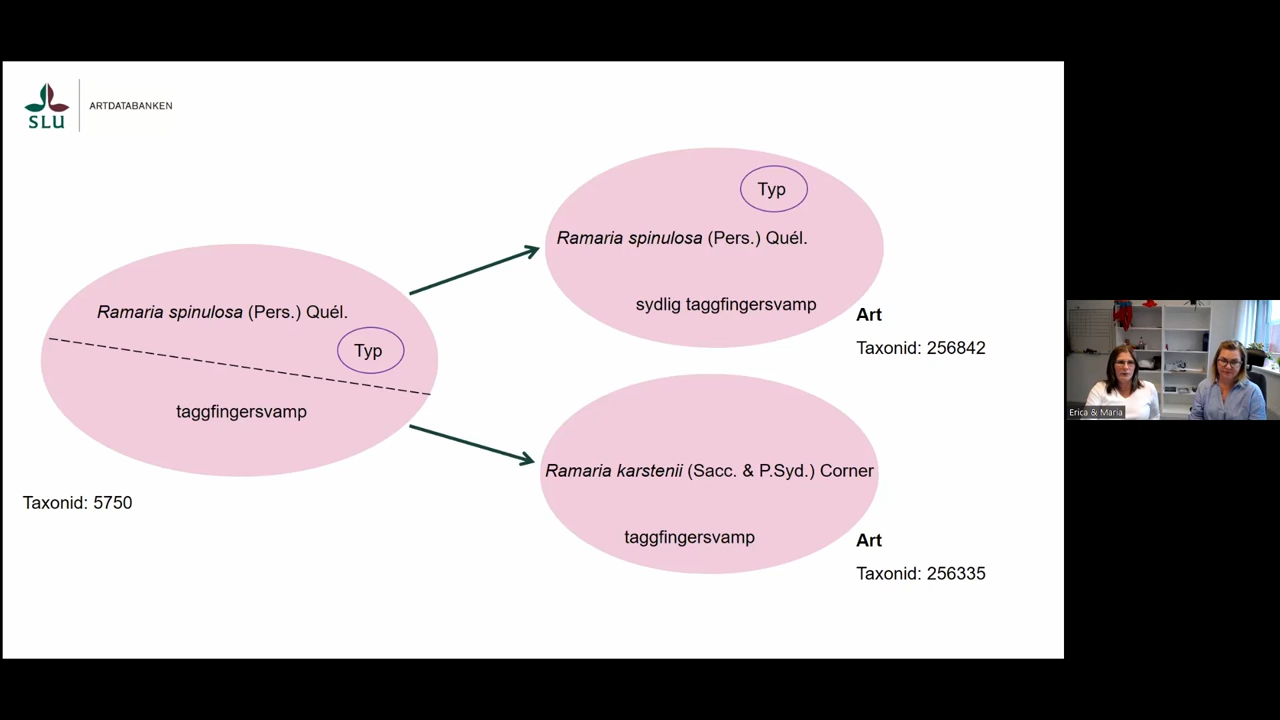 SLU
ARTDATABANKEN
Ramaria spinulosa (Pers.) Quél.
Typ
taggfingersvamp
Taxonid: 5750
Typ
Ramaria spinulosa (Pers.) Quél.
sydlig taggfingersvamp
Art
Taxonid: 256842
Ramaria karstenii (Sacc. & P.Syd.) Corner
taggfingersvamp
Art
Taxonid: 256335
Erica & Maria